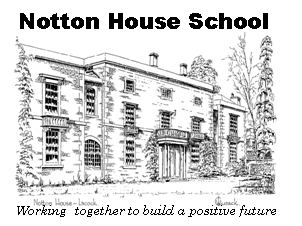 Notton House School
Notton House - Lacock
Working together to build a positive future